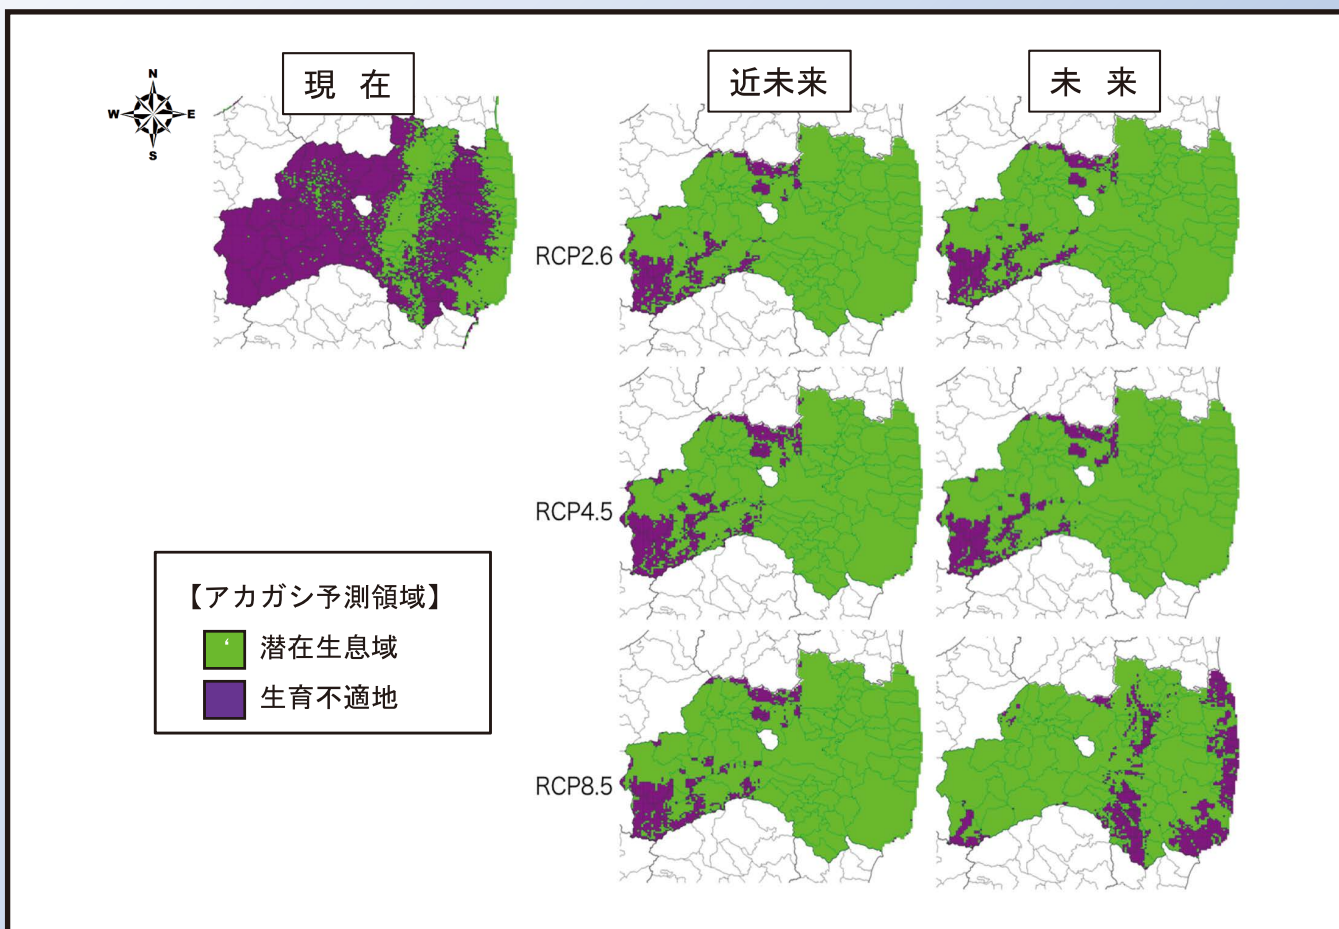 現 在
近未来
未 来
N
W
E
S
RCP2.6
RCP4.5
【アカガシ予測領域】
潜在生息域
生育不適地
RCP8.5